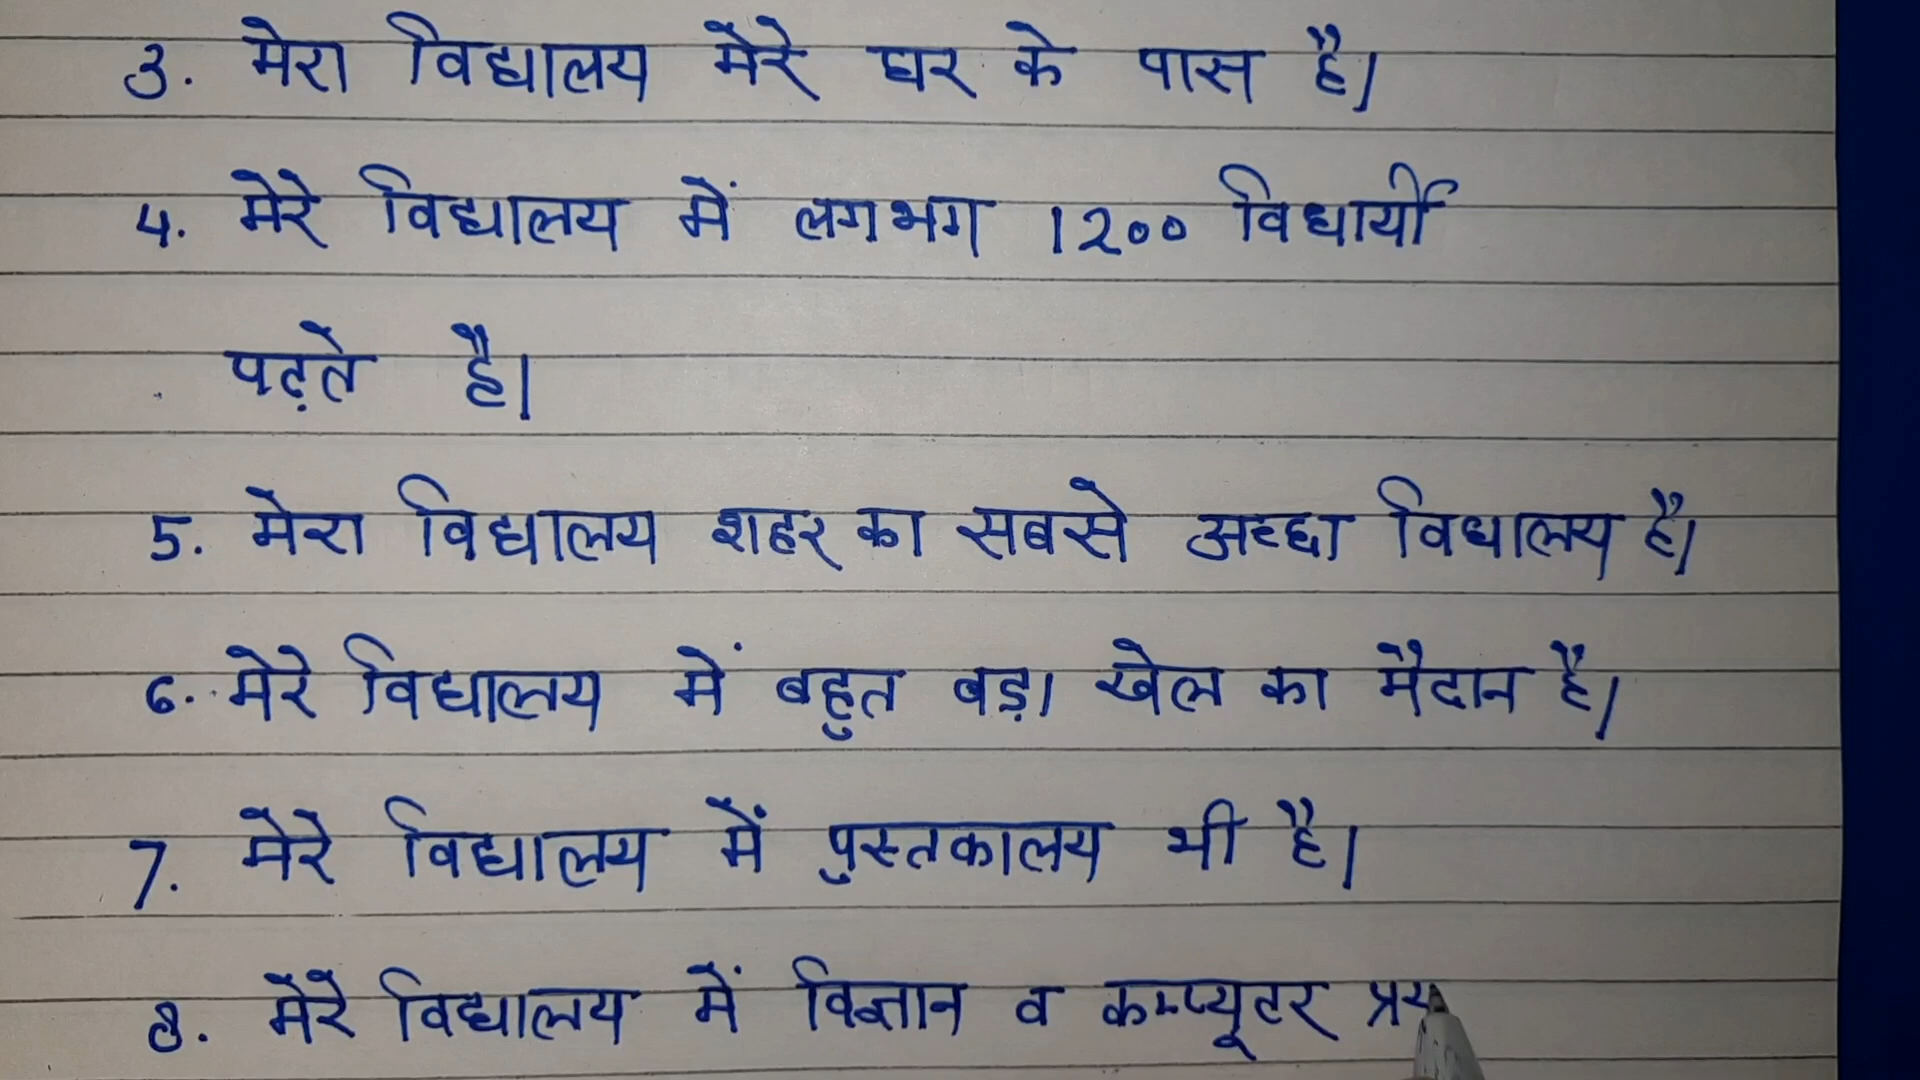 3. मेरा विद्यालय मेरे घर के पास है।
4. मेरे विद्यालय में लगभग 1200 विद्यार्थी
पढ़ते है।
5. मेरा विद्यालय शहर का सबसे अच्छा विद्यालय है।
6. मेरे विद्यालय में बहुत बड़ा खेल का मैदान है।
7. मेरे विद्यालय में पुस्तकालय भी है।
8. मेरे विद्यालय में विज्ञान व कम्प्यूटर